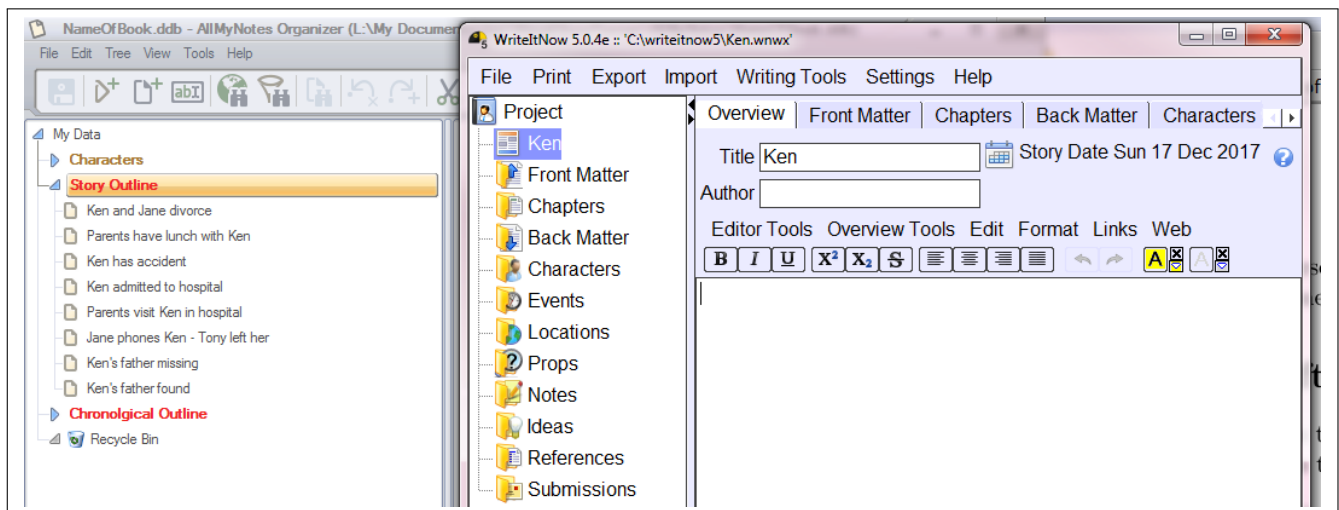 NameOfBook.ddb - AllMyNotes Organizer (L:\My Documen
File Edit Tree View Tools Help
My Data
Characters
Story Outline
Ken and Jane divorce
Parents have lunch with Ken
Ken has accident
Ken admitted to hospital
Parents visit Ken in hospital
Jane phones Ken - Tony left her
Ken's father missing
Ken's father found
Chronolgical Outline
Recycle Bin
WriteItNow 5.0.4e :: 'C:\writeitnow5\Ken.wnwx'
File Print Export Import Writing Tools Settings Help
Project
Ken
Front Matter
Chapters
Back Matter
Characters
Events
Locations
Props
Notes
Ideas
References
Submissions
Overview Front Matter Chapters Back Matter Characters
Title Ken Story Date Sun 17 Dec 2017
Author
Editor Tools Overview Tools Edit Format Links Web
B I U X² X₂ S A A